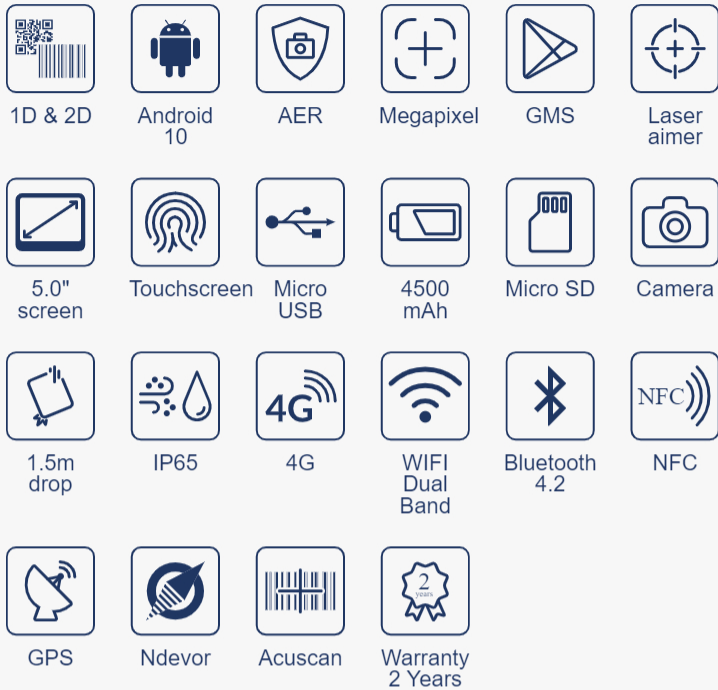 1D & 2D
Android
10
AER
Megapixel
GMS
Laser
aimer
5.0"
screen
Touchscreen
Micro
USB
4500
mAh
Micro SD
Camera
1.5m
drop
IP65
4G
4G
WIFI
Dual
Band
Bluetooth
4.2
NFC
NFC
GPS
Ndevor
Acuscan
2
years
Warranty
2 Years